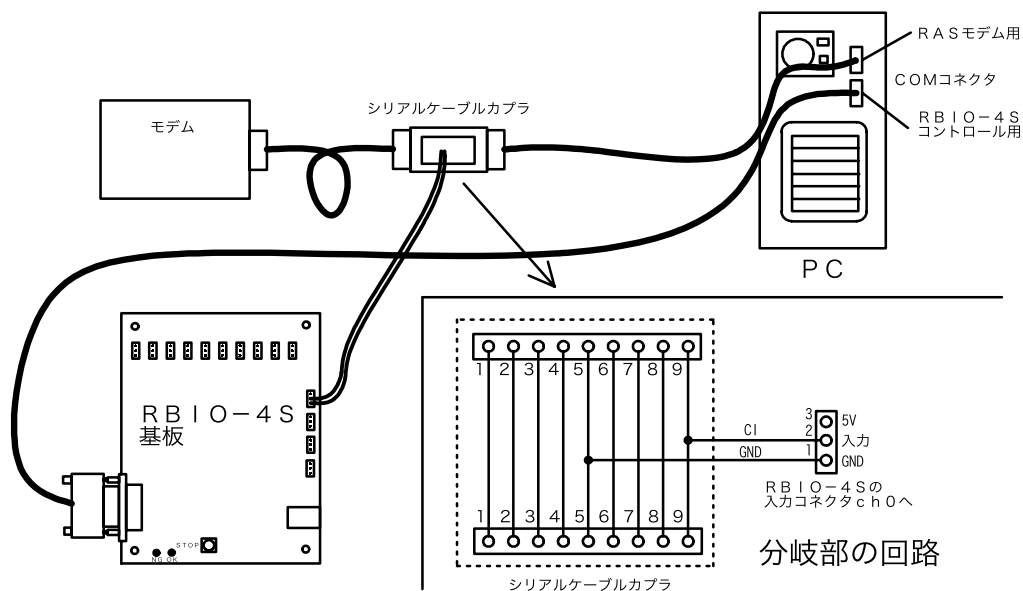 RASモデム用
COMコネクタ
RBIO-4S
コントロール用
シリアルケーブルカプラ
モデム
PC
RBIO-4S
基板
STOP
NG OK
1 2 3 4 5 6 7 8 9
3 5V
CI 2 入力
GND 1 GND
RBIO-4Sの
入力コネクタch0へ
1 2 3 4 5 6 7 8 9
分岐部の回路
シリアルケーブルカプラ